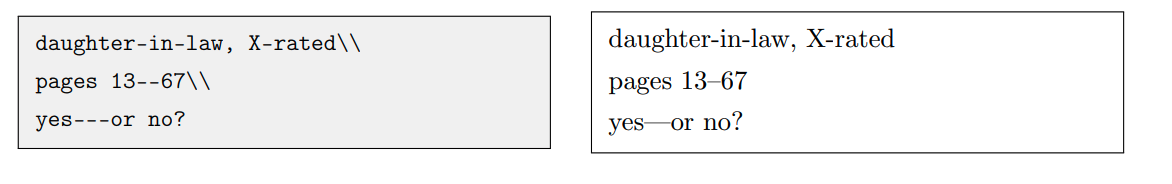 daughter-in-law, X-rated\\
pages 13--67\\
yes---or no?
daughter-in-law, X-rated
pages 13–67
yes—or no?